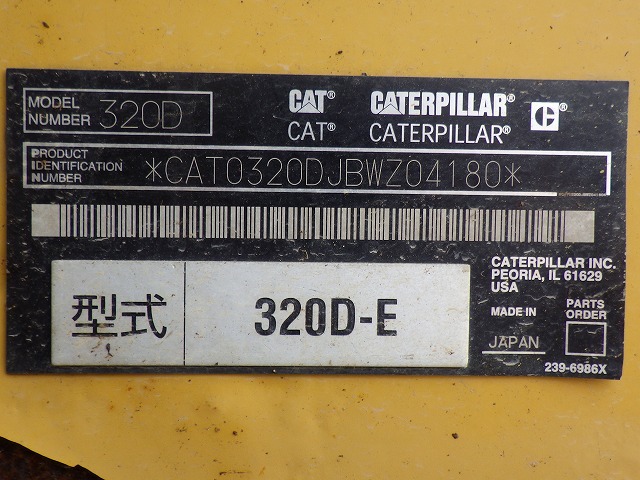 MODEL NUMBER 320D
CAT® CATERPILLAR® ®
CAT® CATERPILLAR®
PRODUCT IDENTIFICATION NUMBER *CAT0320DJBWZ04180*
CATERPILLAR INC.
PEORIA, IL 61629
USA
型式 320D-E
MADE IN JAPAN
PARTS ORDER
239-6986X